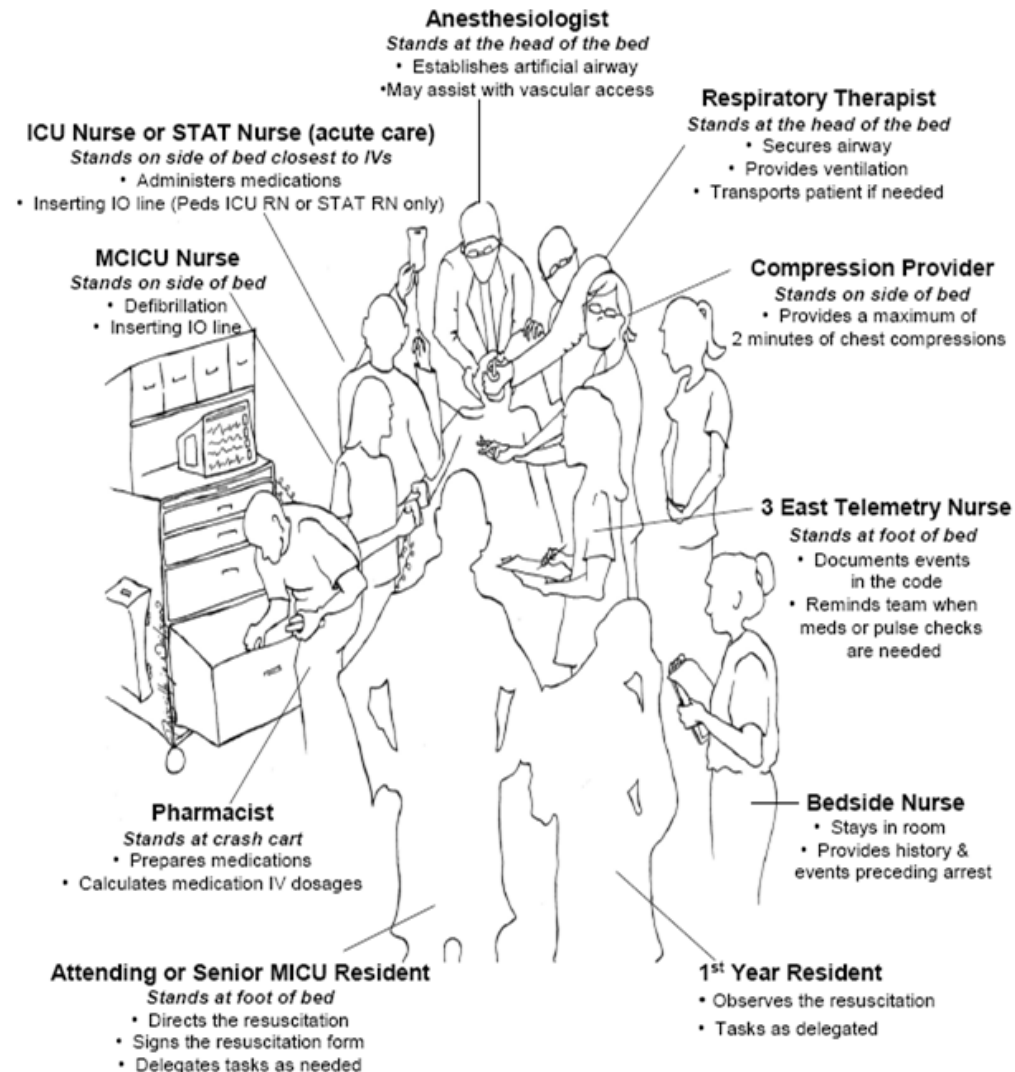 Anesthesiologist
Stands at the head of the bed
• Establishes artificial airway
•May assist with vascular access
Respiratory Therapist
Stands at the head of the bed
• Secures airway
• Provides ventilation
• Transports patient if needed
ICU Nurse or STAT Nurse (acute care)
Stands on side of bed closest to IVs
• Administers medications
• Inserting IO line (Peds ICU RN or STAT RN only)
MCICU Nurse
Stands on side of bed
• Defibrillation
• Inserting IO line
Compression Provider
Stands on side of bed
• Provides a maximum of
2 minutes of chest compressions
3 East Telemetry Nurse
Stands at foot of bed
• Documents events
in the code
• Reminds team when
meds or pulse checks
are needed
Pharmacist
Stands at crash cart
• Prepares medications
• Calculates medication IV dosages
Bedside Nurse
• Stays in room
• Provides history &
events preceding arrest
Attending or Senior MICU Resident
Stands at foot of bed
• Directs the resuscitation
• Signs the resuscitation form
• Delegates tasks as needed
1st Year Resident
• Observes the resuscitation
• Tasks as delegated